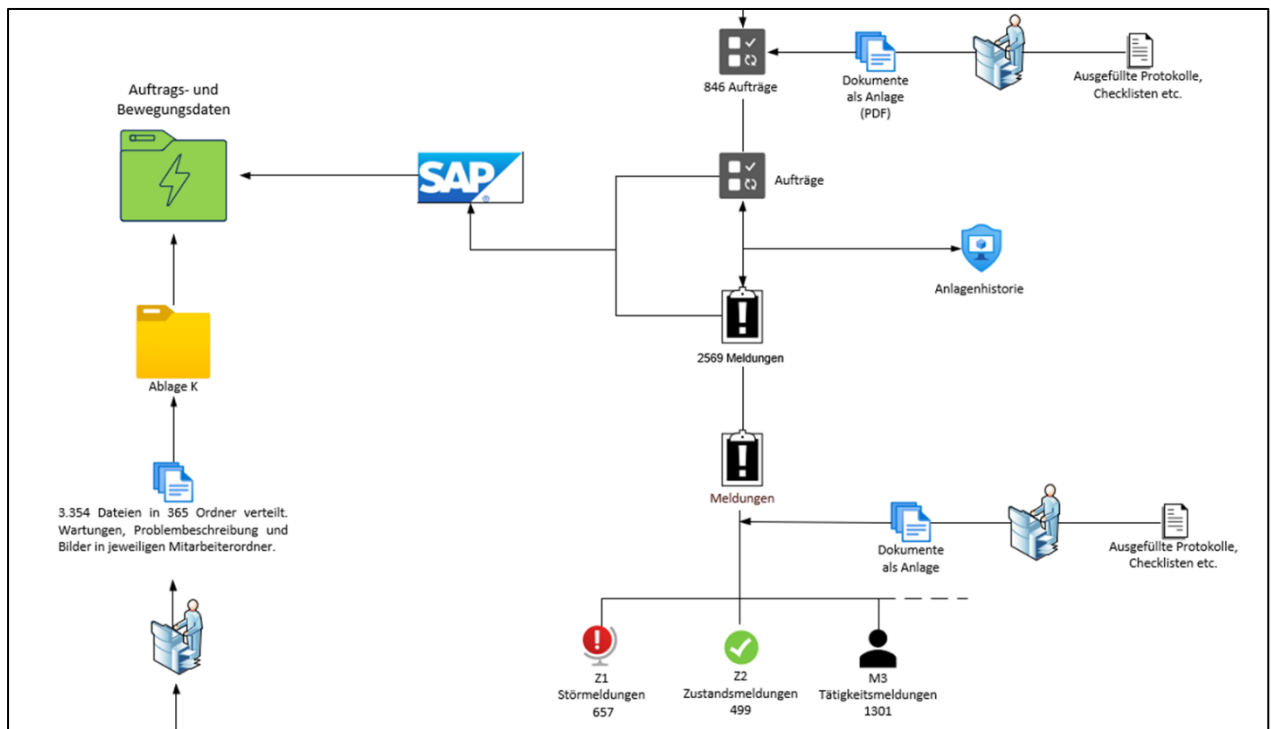 846 Aufträge
Dokumente
als Anlage
(PDF)
Ausgefüllte Protokolle,
Checklisten etc.
Auftrags- und
Bewegungsdaten
SAP
®
Aufträge
Anlagenhistorie
2569 Meldungen
Ablage K
Meldungen
3.354 Dateien in 365 Ordner verteilt.
Wartungen, Problembeschreibung und
Bilder in jeweiligen Mitarbeiterordner.
Dokumente
als Anlage
Ausgefüllte Protokolle,
Checklisten etc.
Z1
Störmeldungen
657
Z2
Zustandsmeldungen
499
M3
Tätigkeitsmeldungen
1301